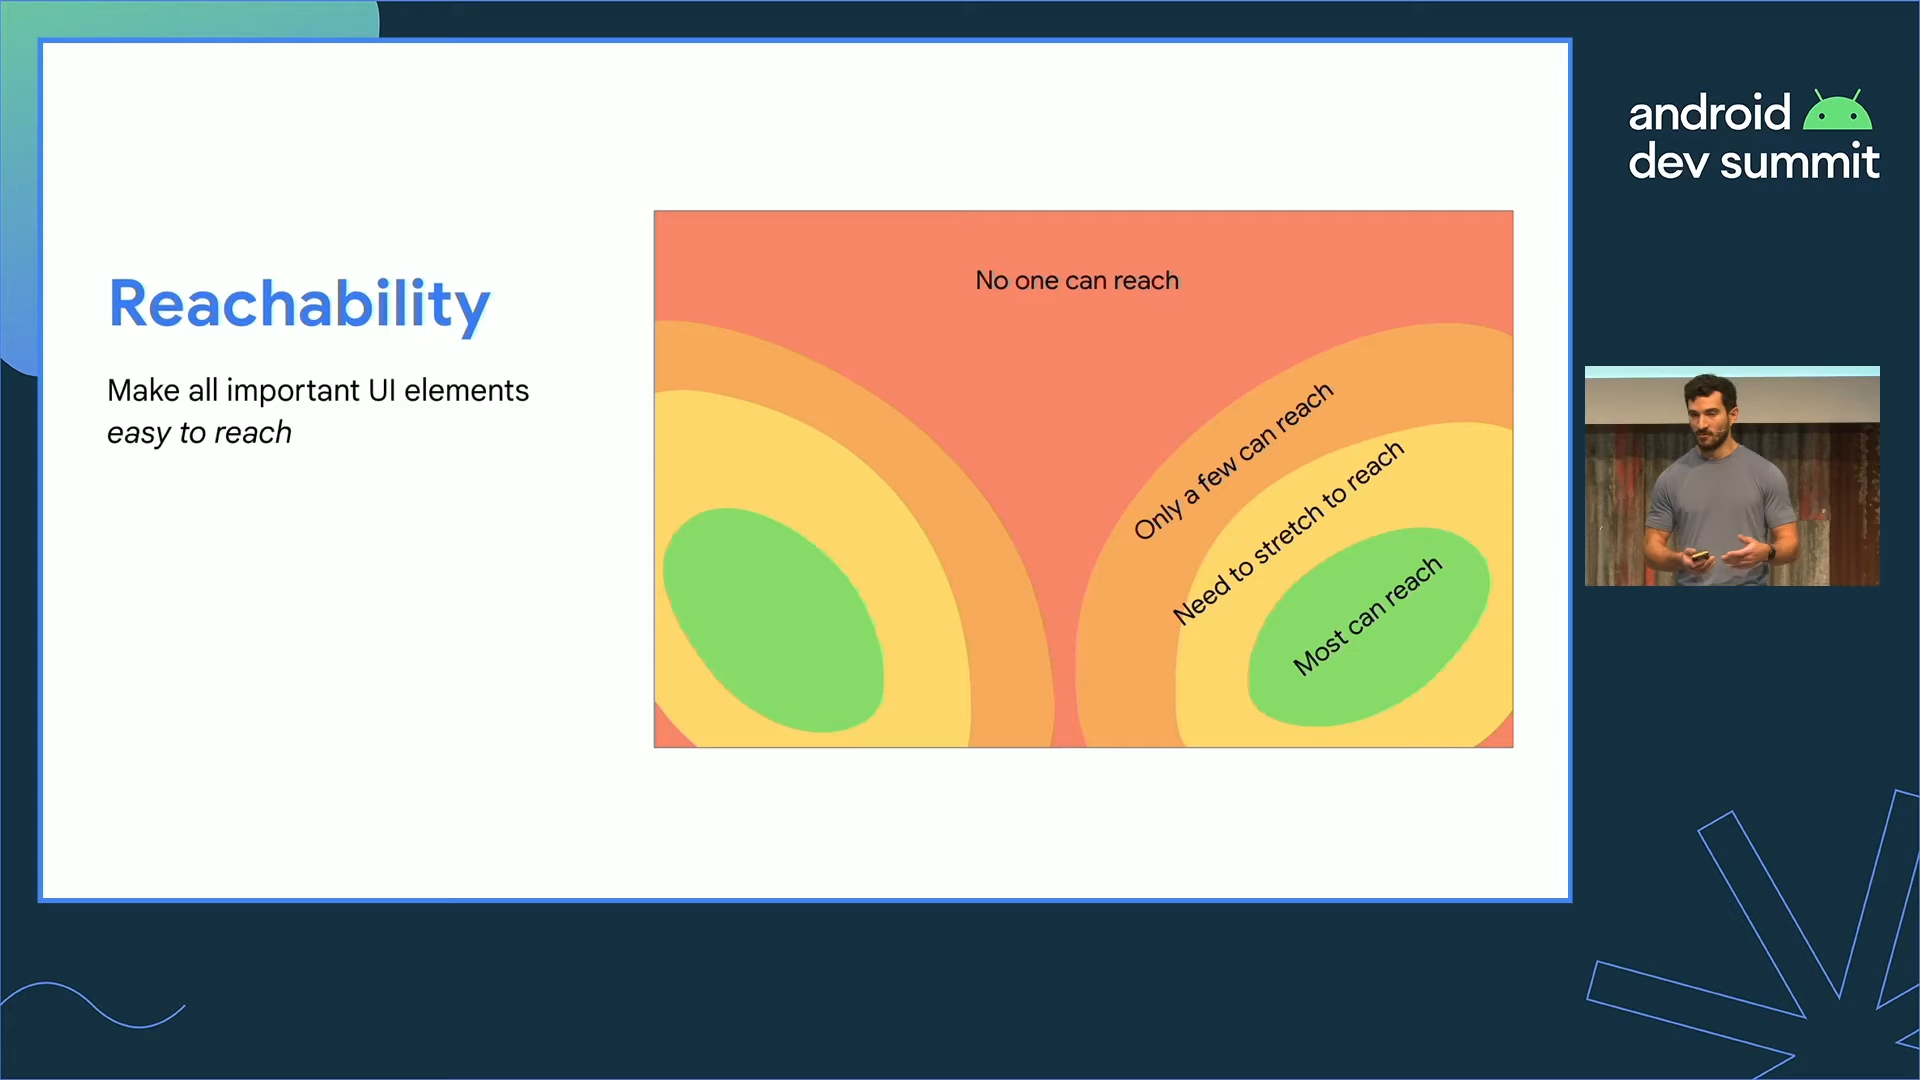 Reachability
Make all important UI elements
easy to reach
No one can reach
Only a few can reach
Need to stretch to reach
Most can reach
android
dev summit